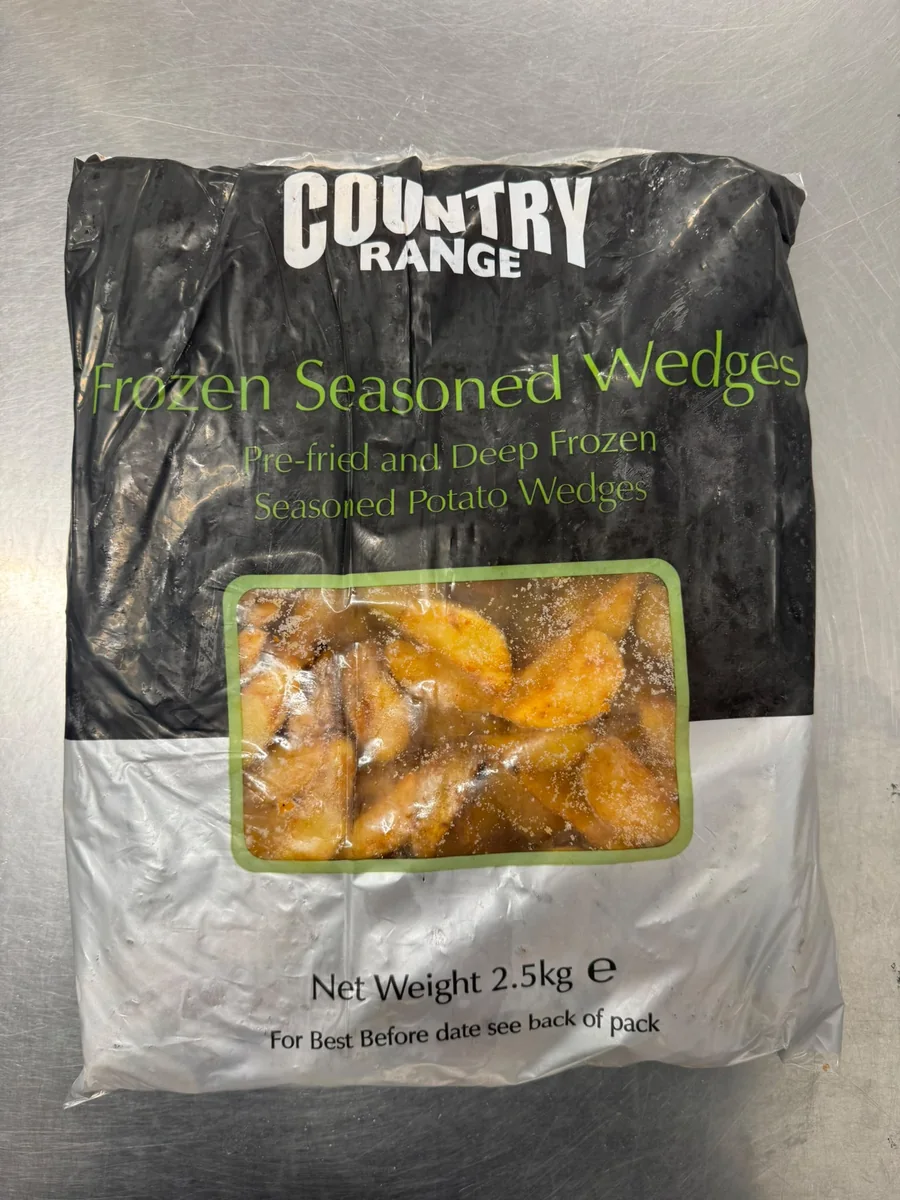 COUNTRY
RANGE
Frozen Seasoned Wedges
Pre-fried and Deep Frozen
Seasoned Potato Wedges
Net Weight 2.5kg ℮
For Best Before date see back of pack